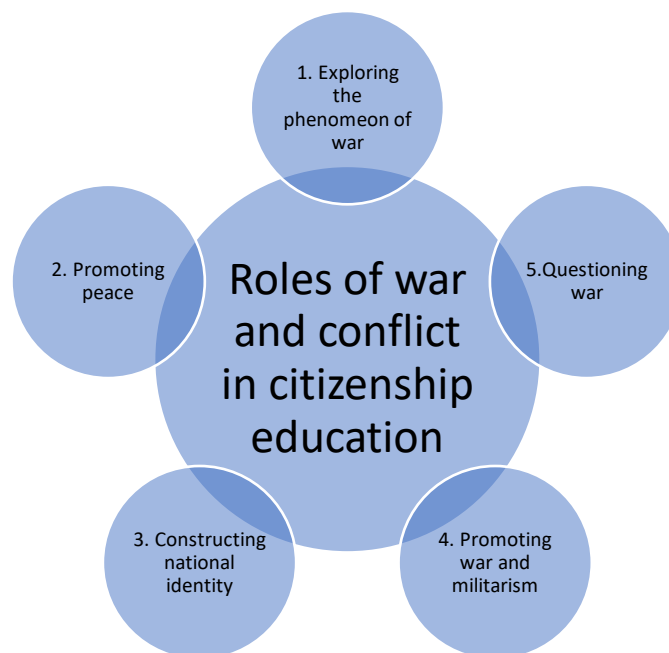 1. Exploring
the
phenomeon of
war
2. Promoting
peace
Roles of war
and conflict
in citizenship
education
5.Questioning
war
3. Constructing
national
identity
4. Promoting
war and
militarism